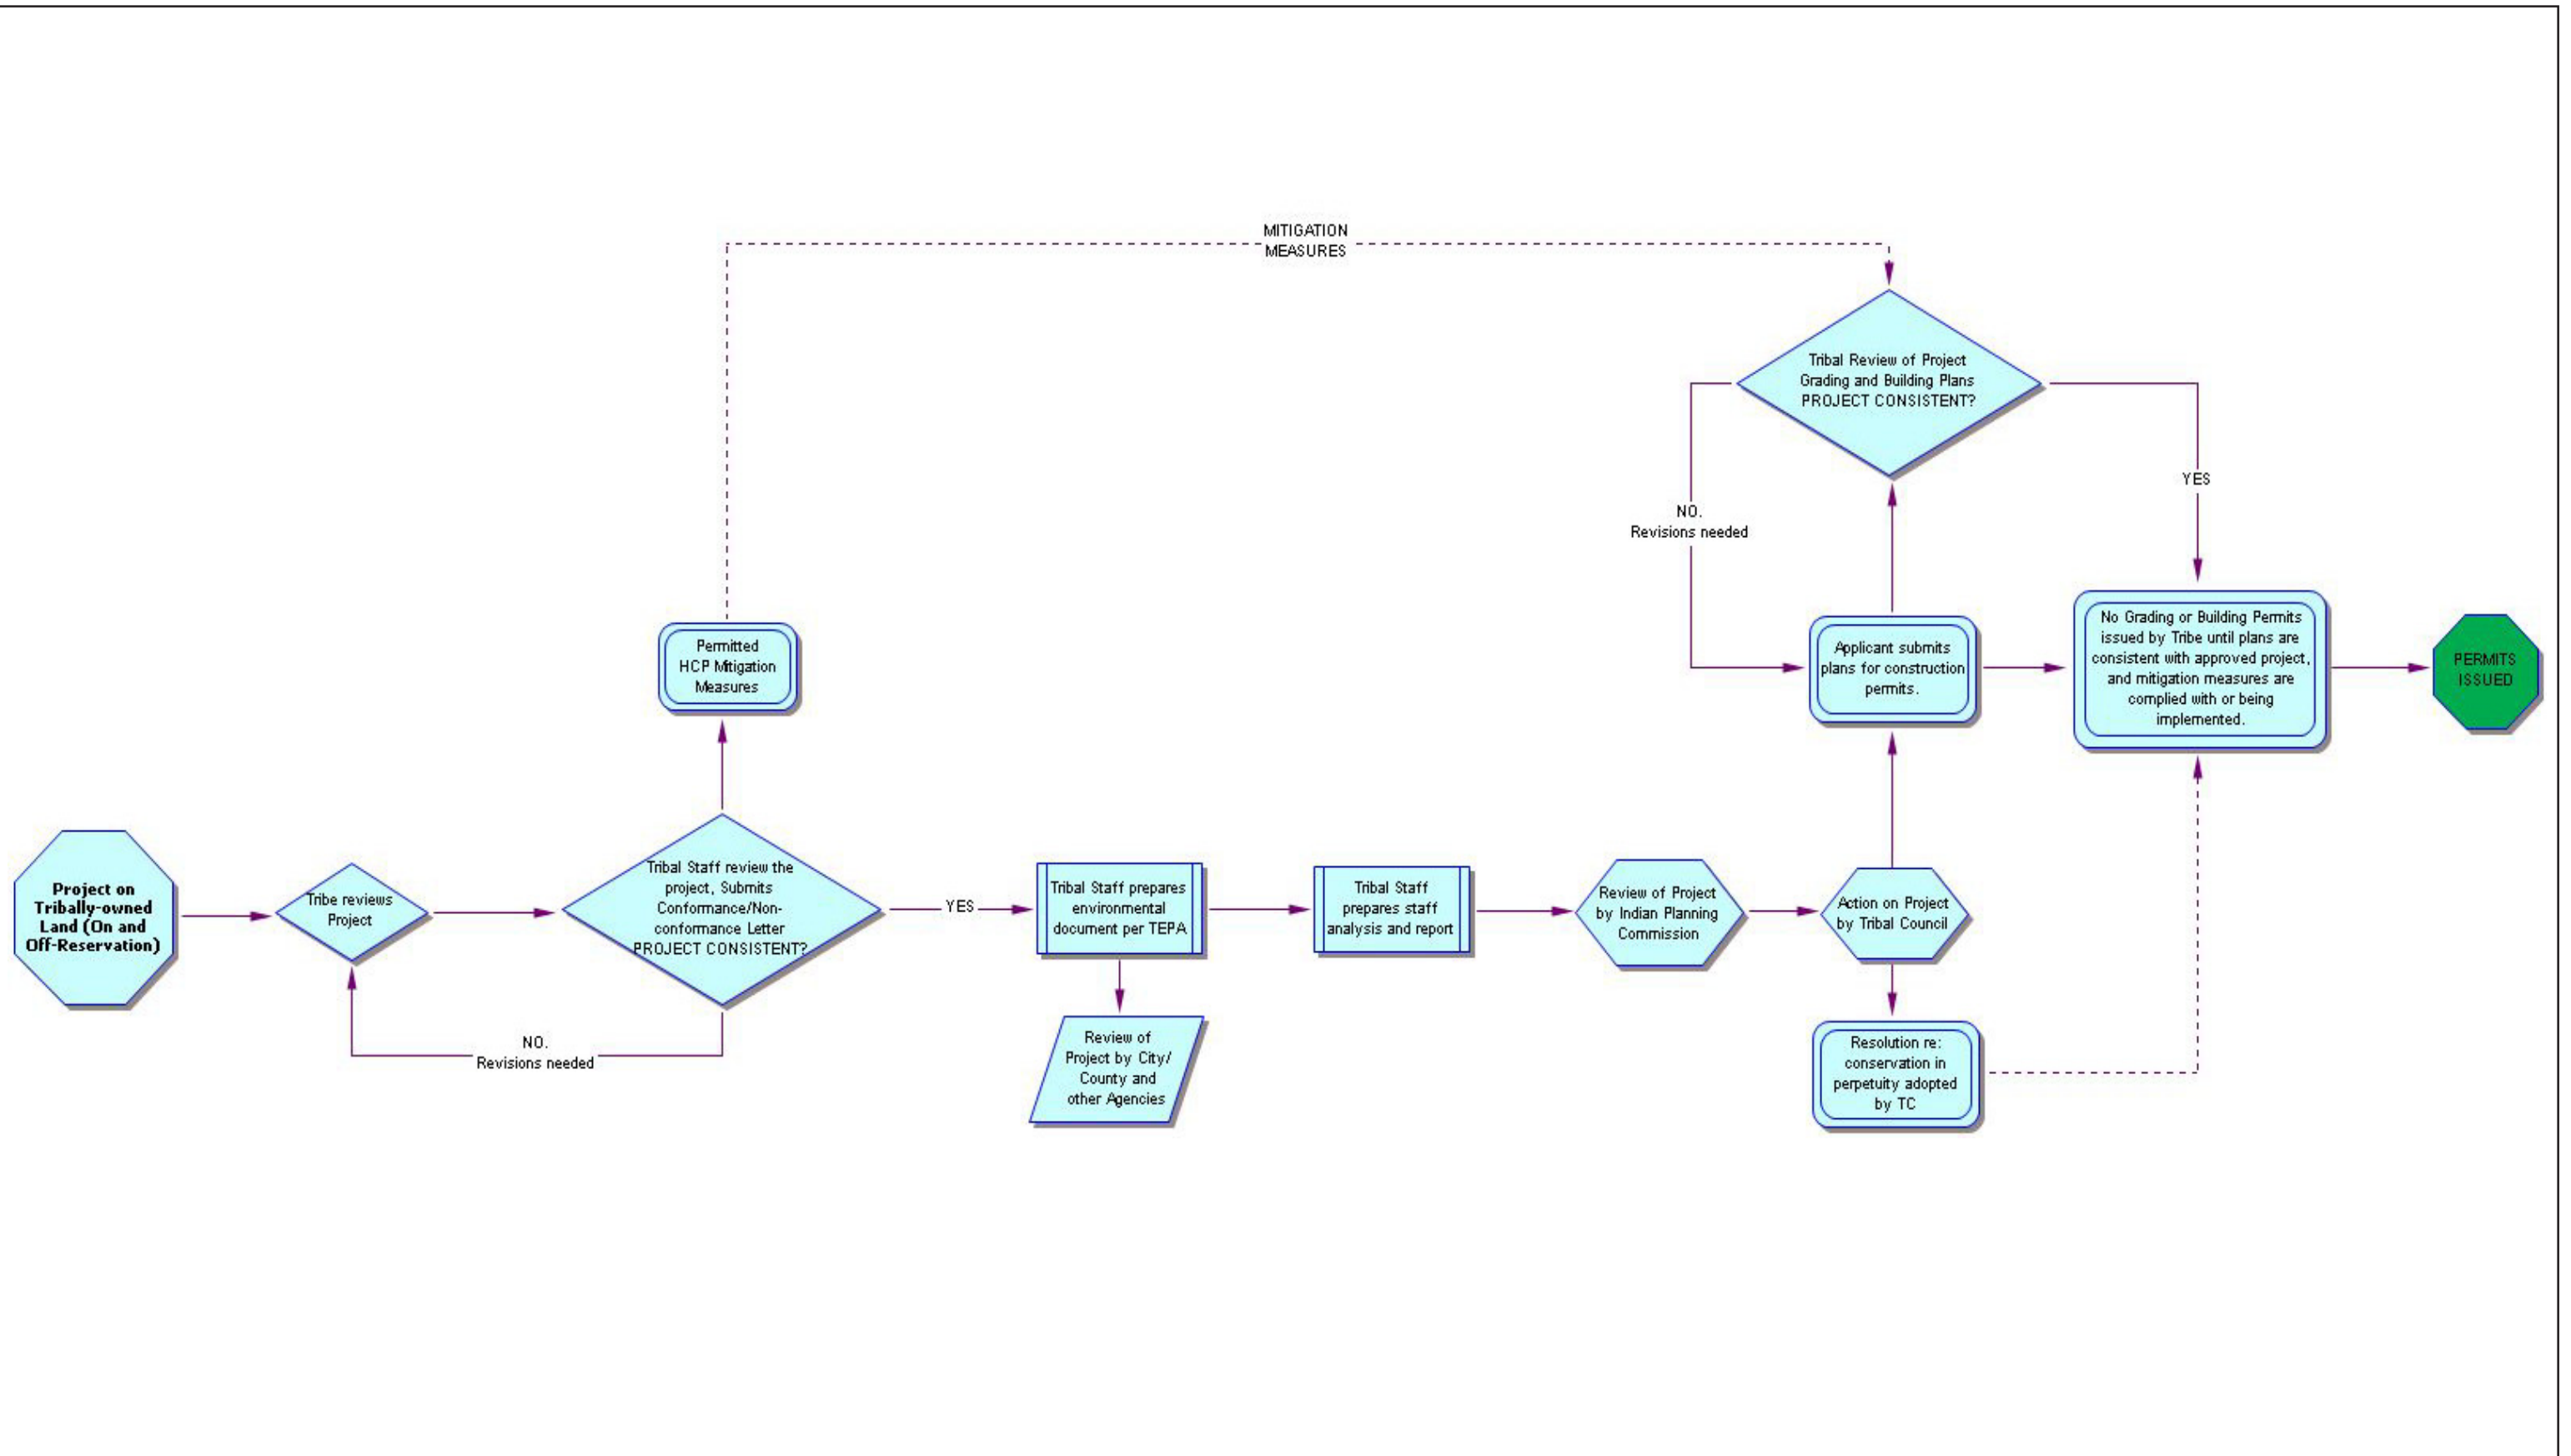 MITIGATION
MEASURES
Tribal Review of Project
Grading and Building Plans
PROJECT CONSISTENT?
YES
NO.
Revisions needed
Permitted
HCP Mitigation
Measures
Applicant submits
plans for construction
permits.
No Grading or Building Permits
issued by Tribe until plans are
consistent with approved project,
and mitigation measures are
complied with or being
implemented.
PERMITS
ISSUED
Project on
Tribally-owned
Land (On and
Off-Reservation)
Tribe reviews
Project
Tribal Staff review the
project, Submits
Conformance/Non-
conformance Letter
PROJECT CONSISTENT?
YES
Tribal Staff prepares
environmental
document per TEPA
Tribal Staff
prepares staff
analysis and report
Review of Project
by Indian Planning
Commission
Action on Project
by Tribal Council
NO.
Revisions needed
Review of
Project by City/
County and
other Agencies
Resolution re:
conservation in
perpetuity adopted
by TC